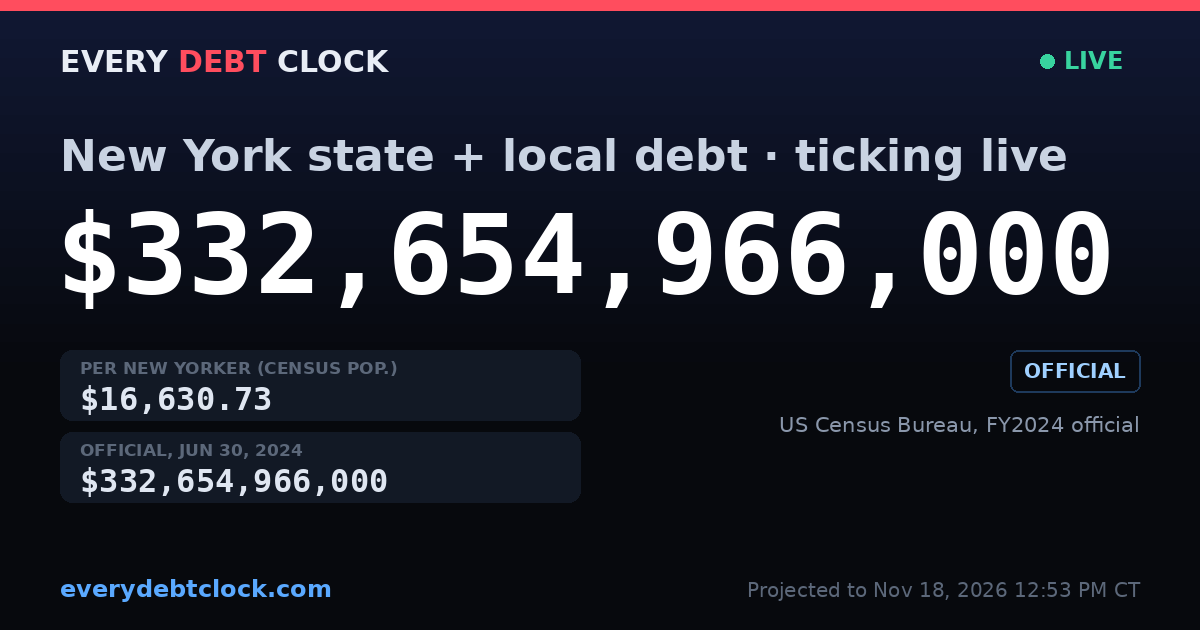 EVERY DEBT CLOCK
LIVE
New York state + local debt · ticking live
$332,654,966,000
PER NEW YORKER (CENSUS POP.)
$16,630.73
OFFICIAL, JUN 30, 2024
$332,654,966,000
OFFICIAL
US Census Bureau, FY2024 official
everydebtclock.com
Projected to Nov 18, 2026 12:53 PM CT